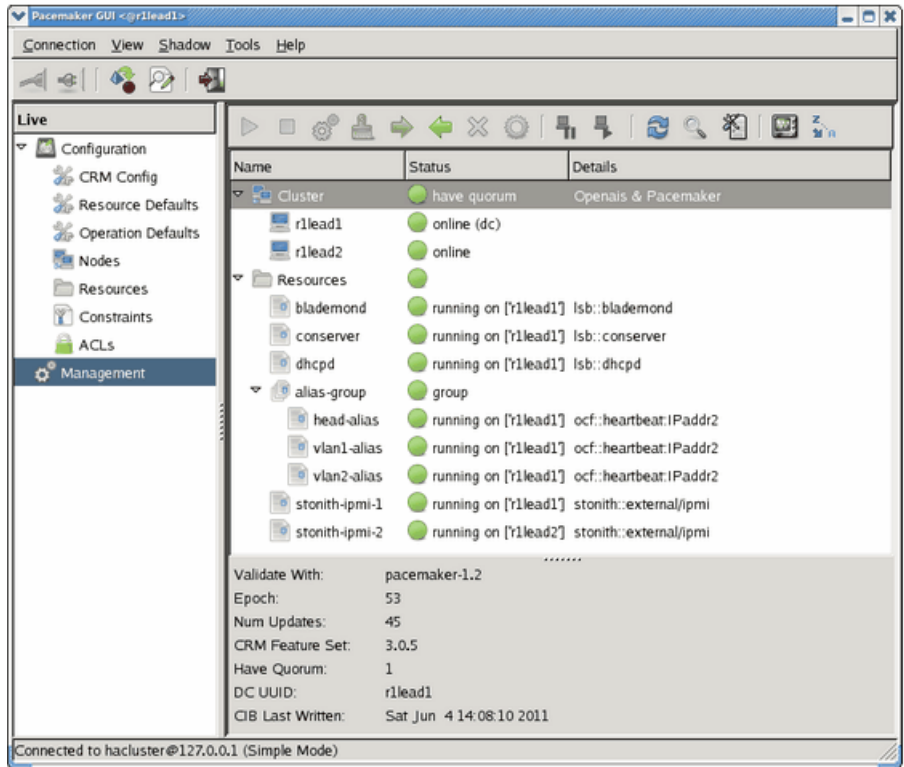 Pacemaker GUI <@r1lead1>
Connection View Shadow Tools Help
Live
Configuration
CRM Config
Resource Defaults
Operation Defaults
Nodes
Resources
Constraints
ACLs
Management
Name Status Details
Cluster have quorum Openais & Pacemaker
r1lead1 online (dc)
r1lead2 online
Resources
blademond running on ['r1lead1'] lsb::blademond
conserver running on ['r1lead1'] lsb::conserver
dhcpd running on ['r1lead1'] lsb::dhcpd
alias-group group
head-alias running on ['r1lead1'] ocf::heartbeat:IPaddr2
vlan1-alias running on ['r1lead1'] ocf::heartbeat:IPaddr2
vlan2-alias running on ['r1lead1'] ocf::heartbeat:IPaddr2
stonith-ipmi-1 running on ['r1lead1'] stonith::external/ipmi
stonith-ipmi-2 running on ['r1lead2'] stonith::external/ipmi
Validate With: pacemaker-1.2
Epoch: 53
Num Updates: 45
CRM Feature Set: 3.0.5
Have Quorum: 1
DC UUID: r1lead1
CIB Last Written: Sat Jun 4 14:08:10 2011
Connected to hacluster@127.0.0.1 (Simple Mode)